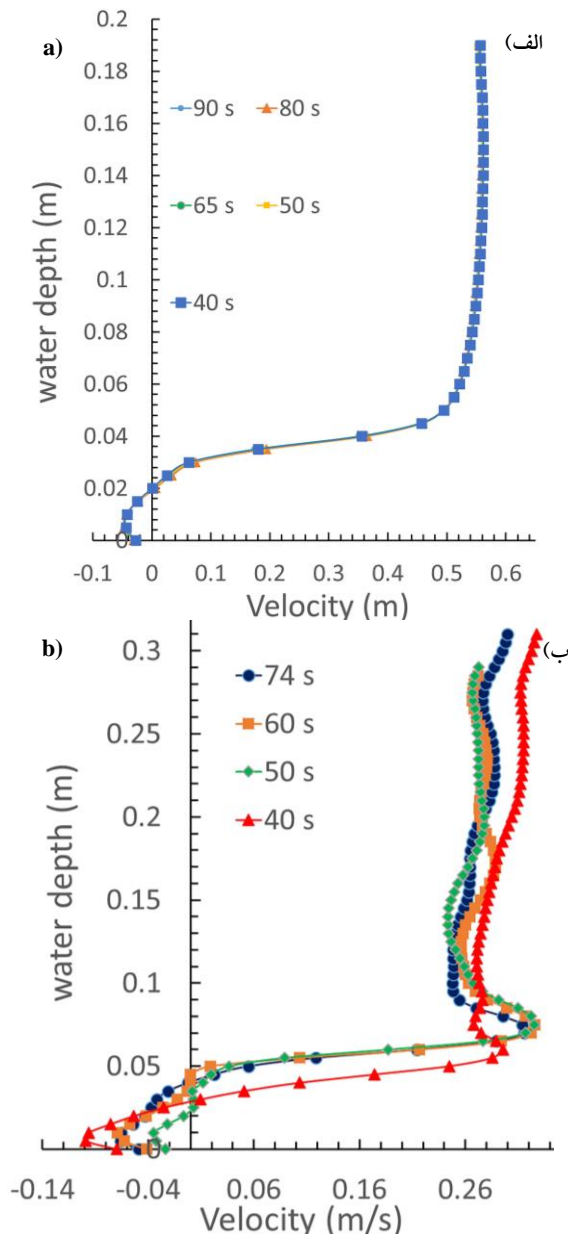 a)
الف)
0.2
0.18
0.16
0.14
0.12
0.1
0.08
0.06
0.04
0.02
0
water depth (m)
90 s 80 s
65 s 50 s
40 s
-0.1 0 0.1 0.2 0.3 0.4 0.5 0.6
Velocity (m)
b)
ب)
0.3
0.25
0.2
0.15
0.1
0.05
0
water depth (m)
74 s
60 s
50 s
40 s
-0.14 -0.04 0.06 0.16 0.26
Velocity (m/s)